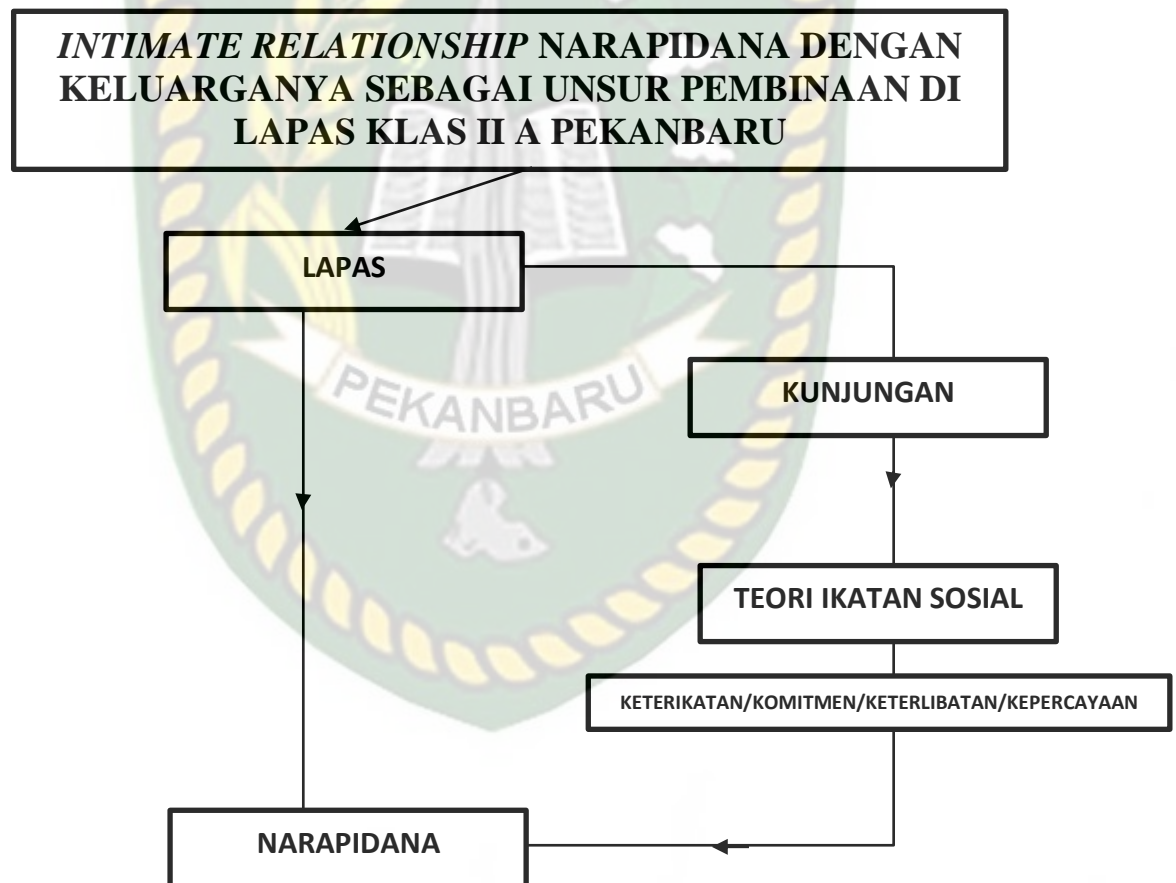 INTIMATE RELATIONSHIP NARAPIDANA DENGAN
KELUARGANYA SEBAGAI UNSUR PEMBINAAN DI
LAPAS KLAS II A PEKANBARU
LAPAS
KUNJUNGAN
PEKANBARU
TEORI IKATAN SOSIAL
KETERIKATAN/KOMITMEN/KETERLIBATAN/KEPERCAYAAN
NARAPIDANA